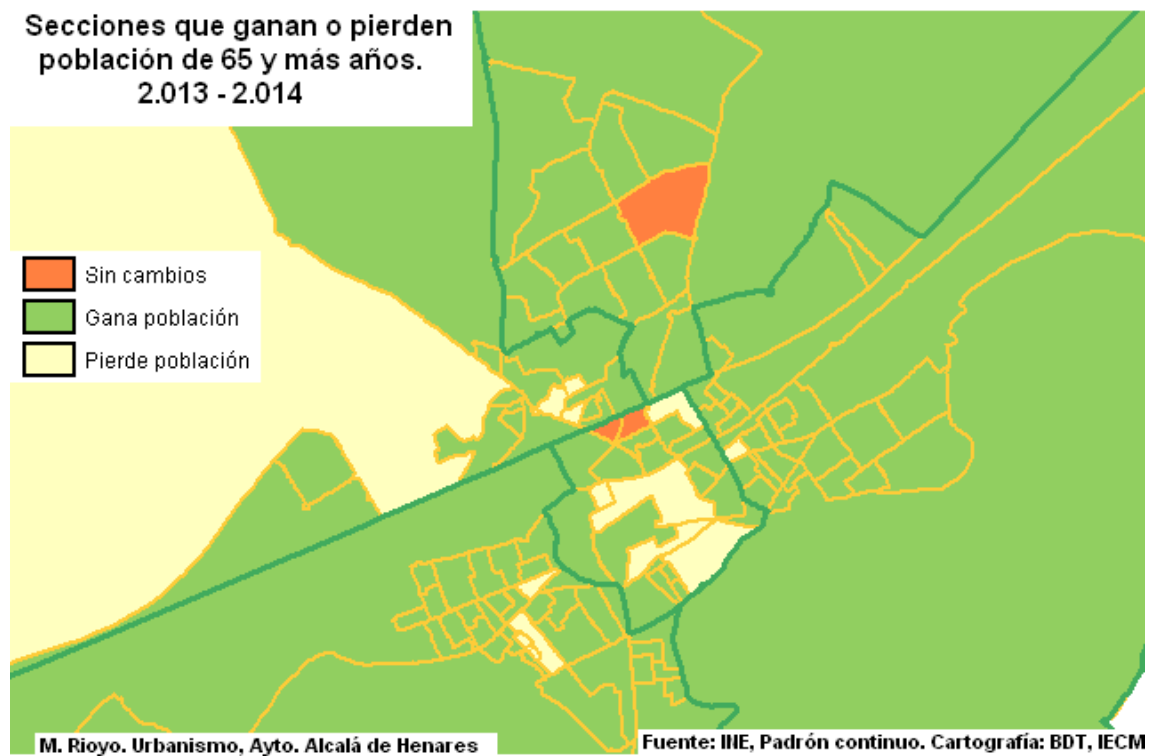 Secciones que ganan o pierden
población de 65 y más años.
2.013 - 2.014
Sin cambios
Gana población
Pierde población
M. Rioyo. Urbanismo, Ayto. Alcalá de Henares
Fuente: INE, Padrón continuo. Cartografía: BDT, IECM